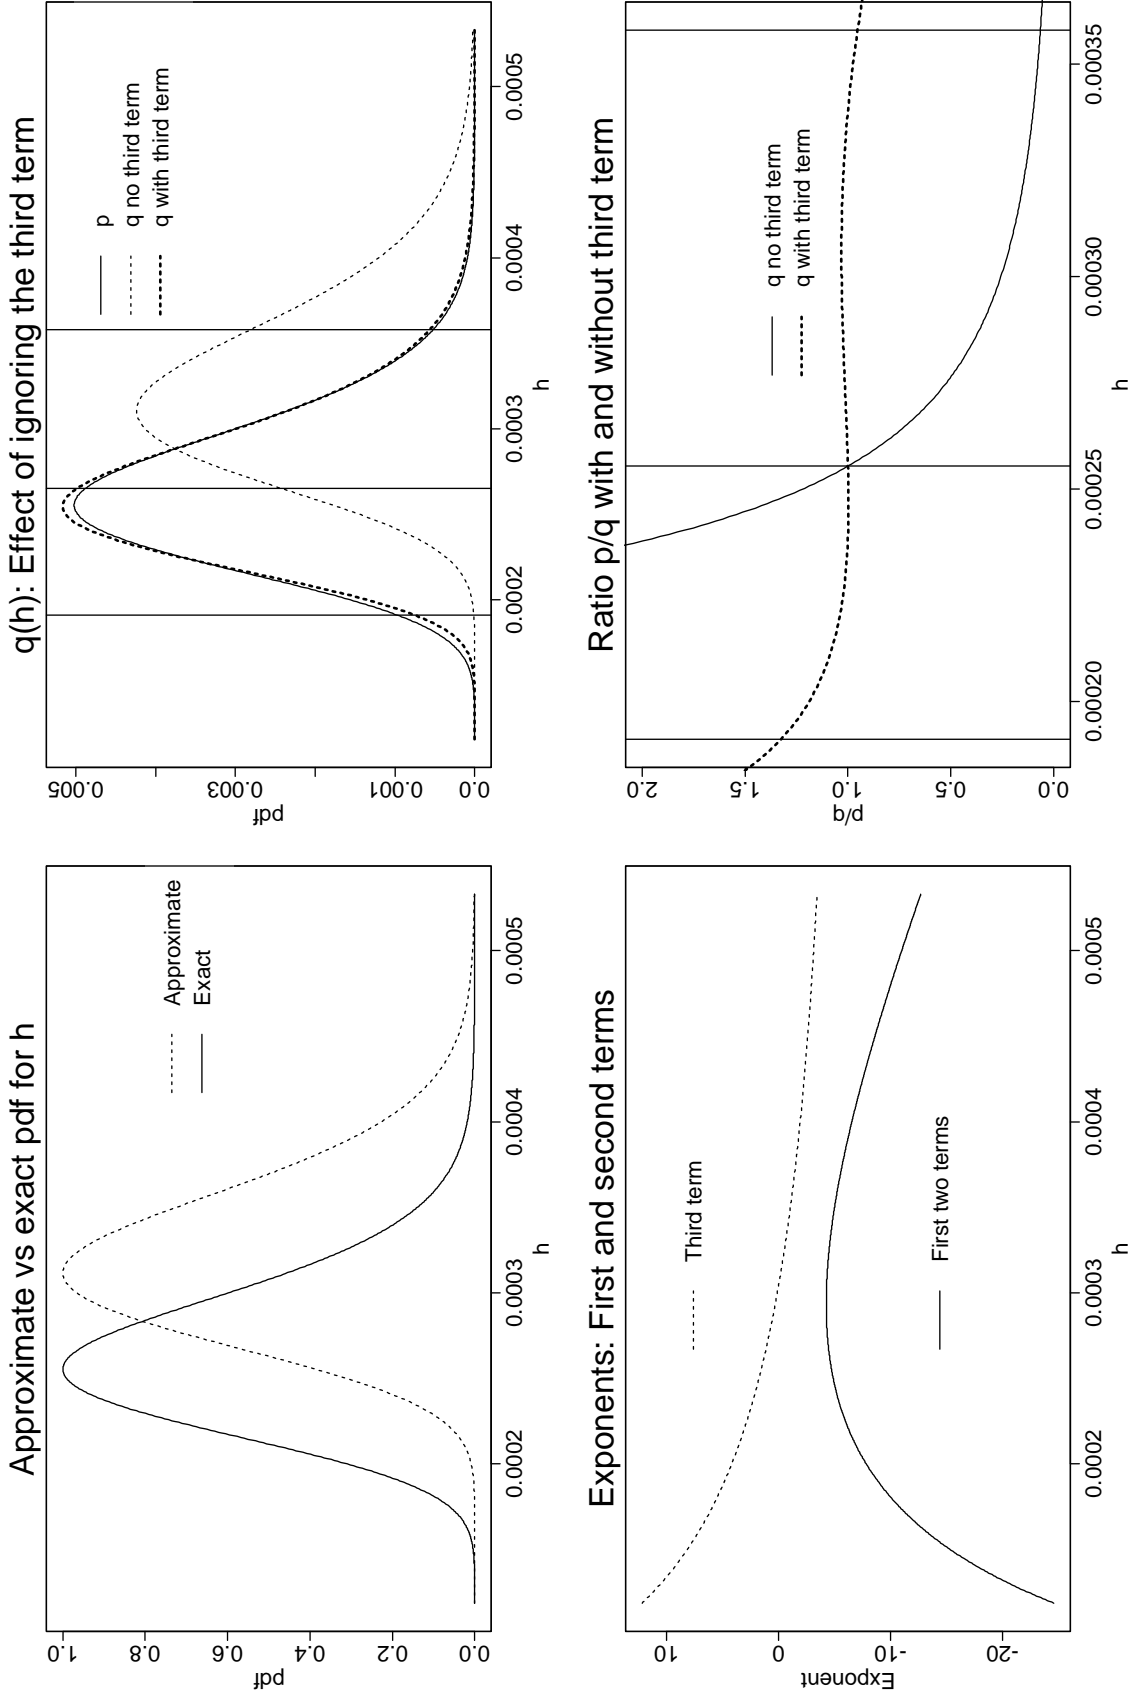 Approximate vs exact pdf for h
pdf
1.0
0.8
0.6
0.4
0.2
0.0
Approximate
Exact
0.0002
0.0003
0.0004
0.0005
h
q(h): Effect of ignoring the third term
pdf
0.005
0.003
0.001
0.0
p
q no third term
q with third term
0.0002
0.0003
0.0004
0.0005
h
Exponents: First and second terms
Exponent
10
0
-10
-20
Third term
First two terms
0.0002
0.0003
0.0004
0.0005
h
Ratio p/q with and without third term
p/q
2.0
1.5
1.0
0.5
0.0
q no third term
q with third term
0.00020
0.00025
0.00030
0.00035
h